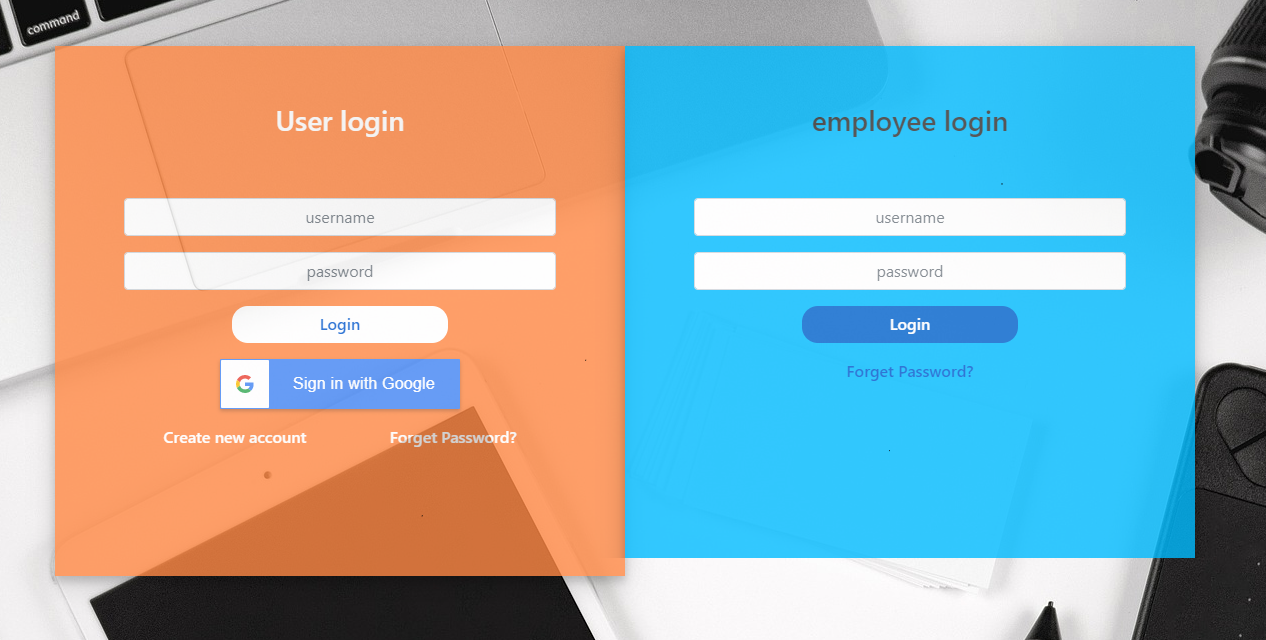 command
User login
username
password
Login
Sign in with Google
Create new account
Forget Password?
employee login
username
password
Login
Forget Password?